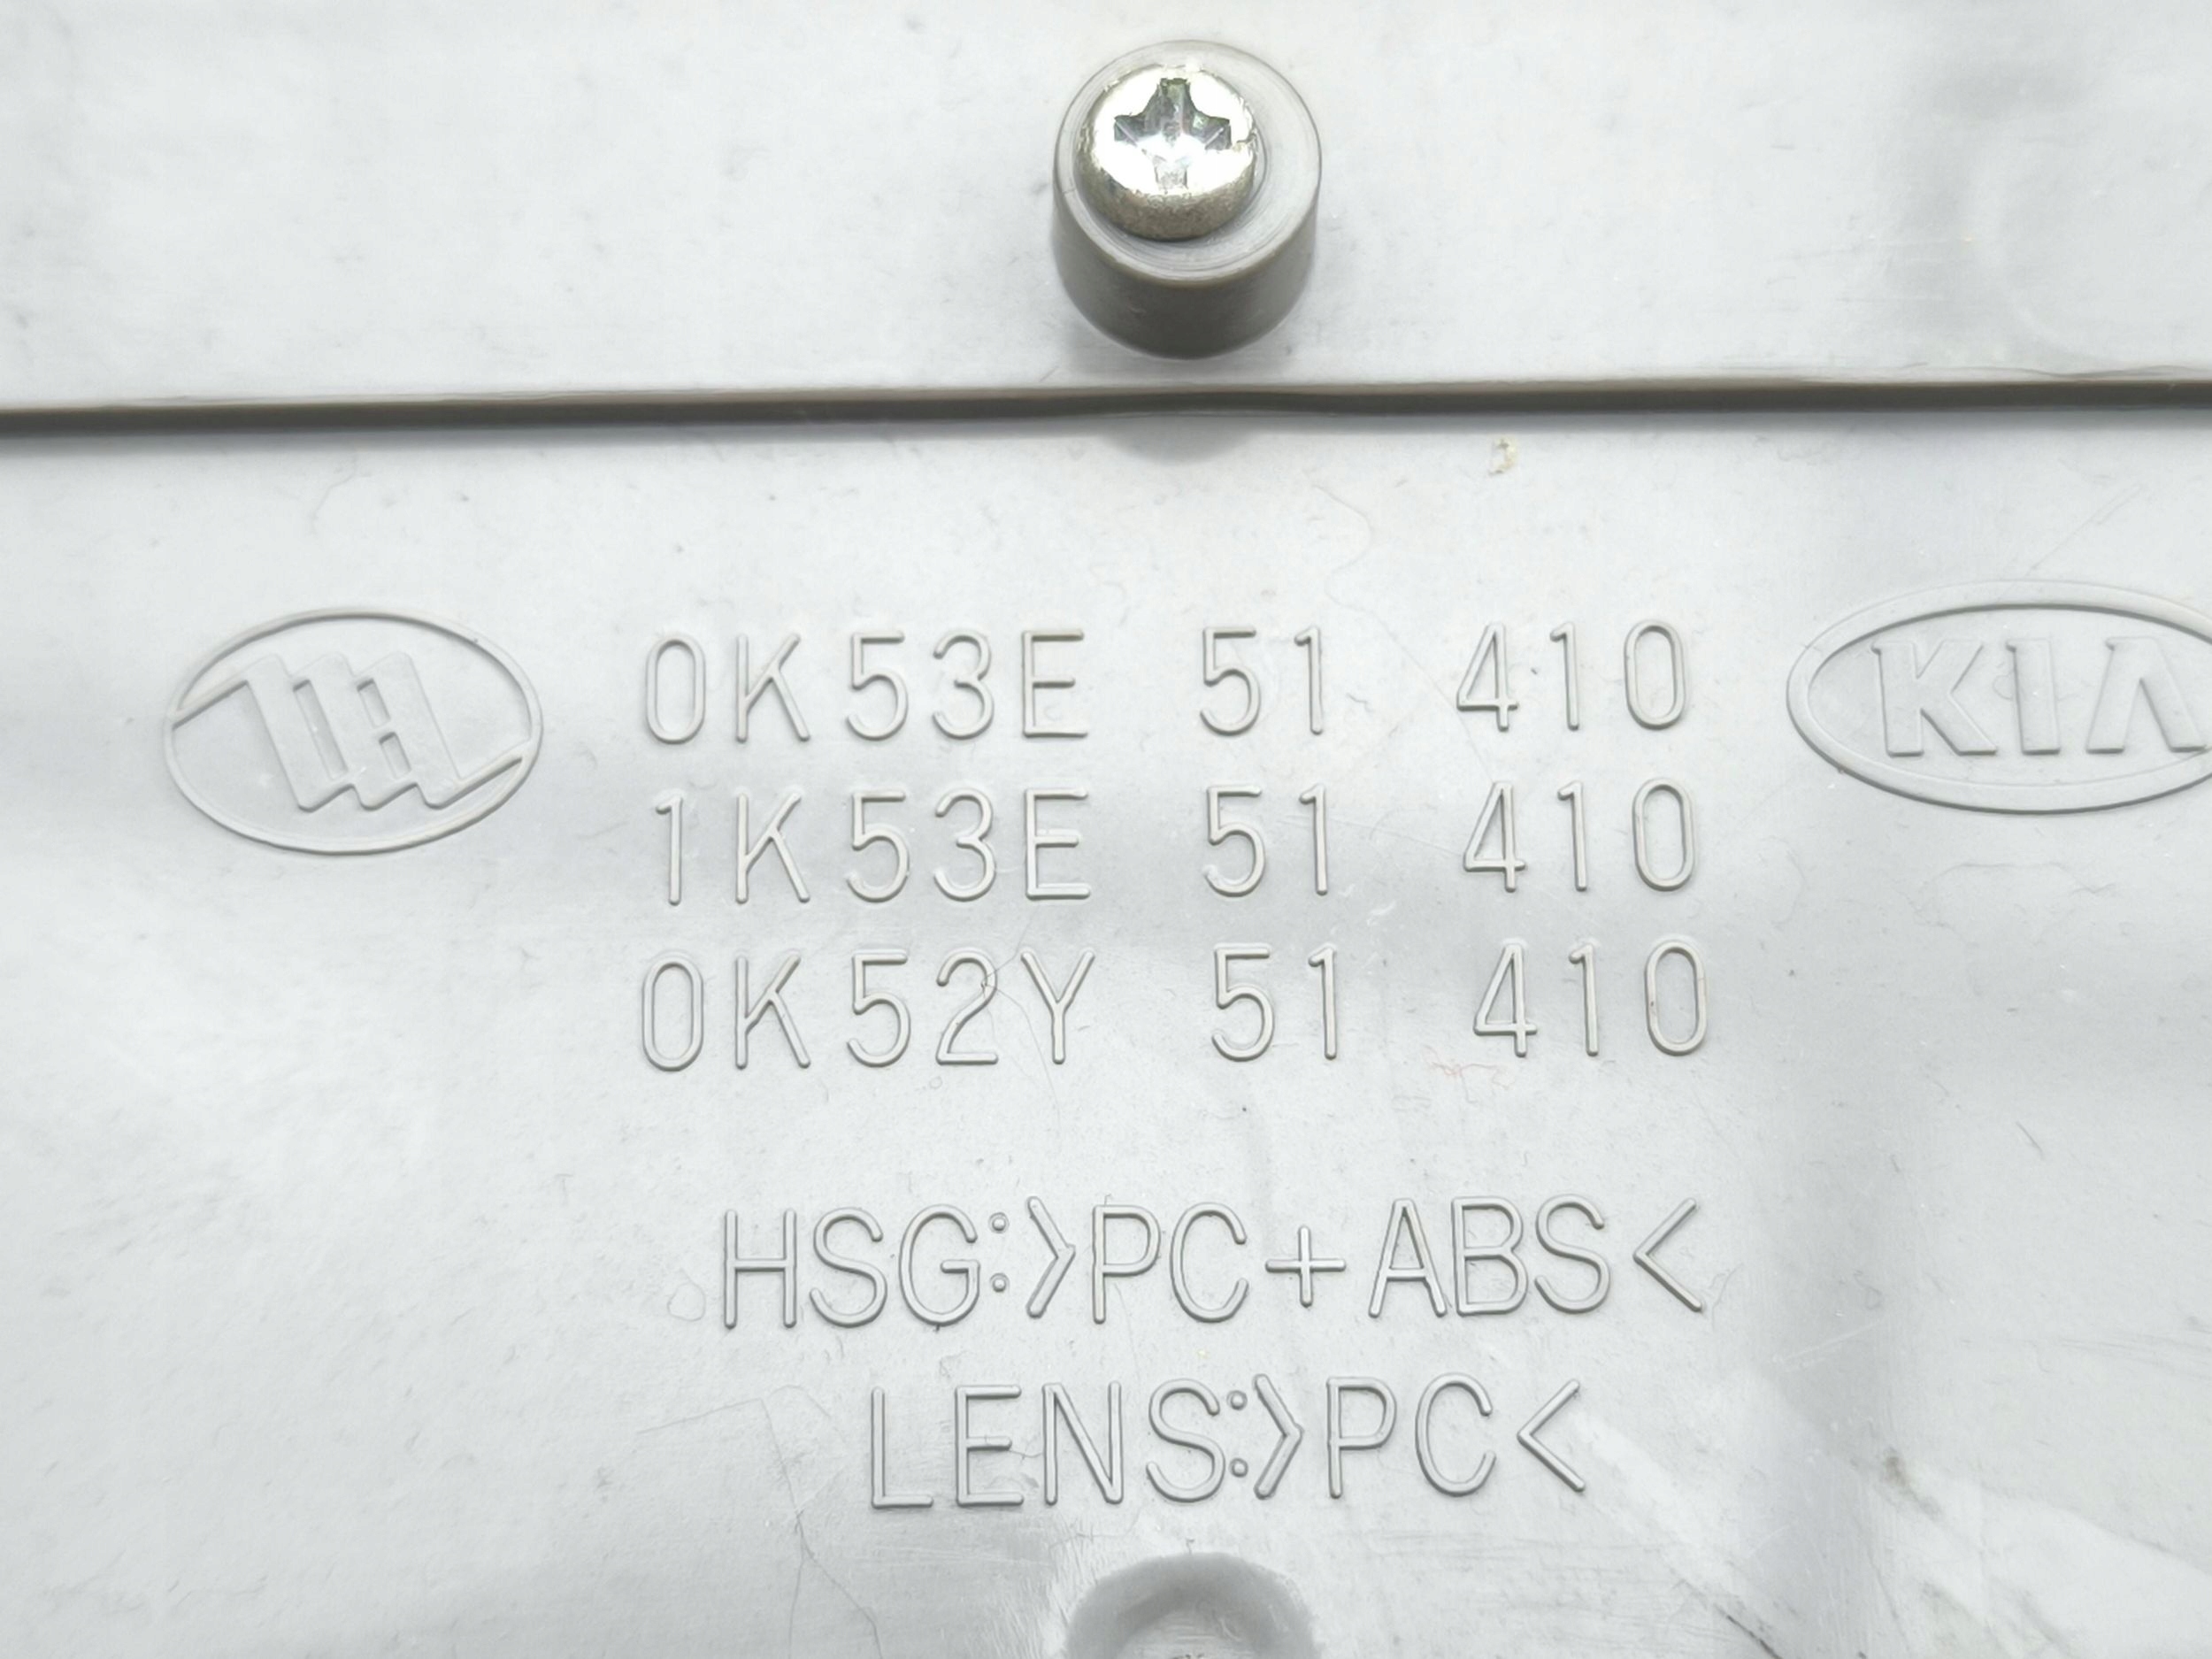 0K53E 51 410 KIA
1K53E 51 410
0K52Y 51 410
HSG:>PC+ABS<
LENS:>PC<